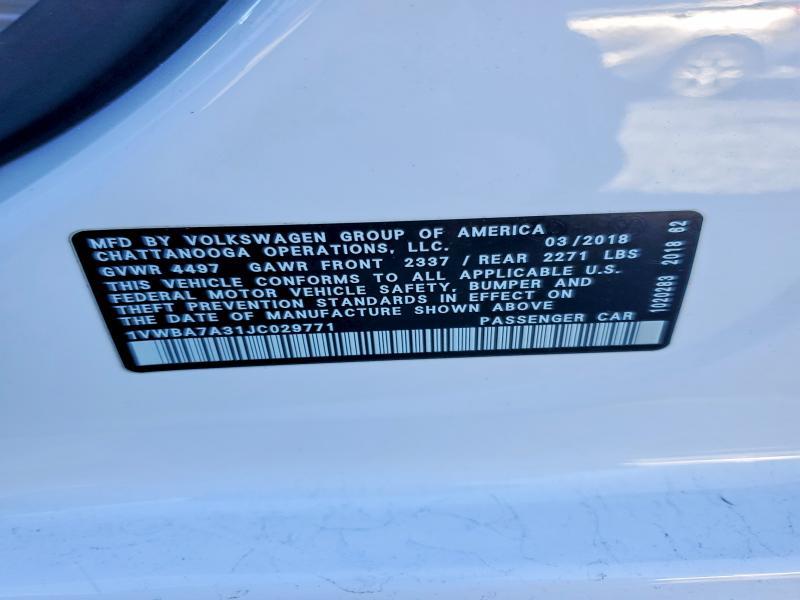 MFD BY VOLKSWAGEN GROUP OF AMERICA
CHATTANOOGA OPERATIONS, LLC. 03/2018
GVWR 4497 GAWR FRONT 2337 / REAR 2271 LBS
THIS VEHICLE CONFORMS TO ALL APPLICABLE U.S.
FEDERAL MOTOR VEHICLE SAFETY, BUMPER AND
THEFT PREVENTION STANDARDS IN EFFECT ON
THE DATE OF MANUFACTURE SHOWN ABOVE
1VWBA7A31JC029771 PASSENGER CAR
1020283 2018 62